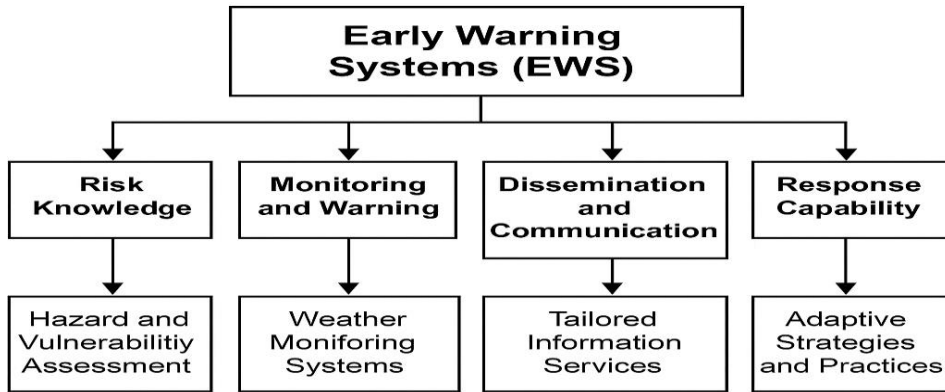 Early Warning
Systems (EWS)
Risk
Knowledge
Monitoring
and Warning
Dissemination
and
Communication
Response
Capability
Hazard and
Vulnerabilitiy
Assessment
Weather
Moniforing
Systems
Tailored
Information
Services
Adaptive
Strategies
and Practices